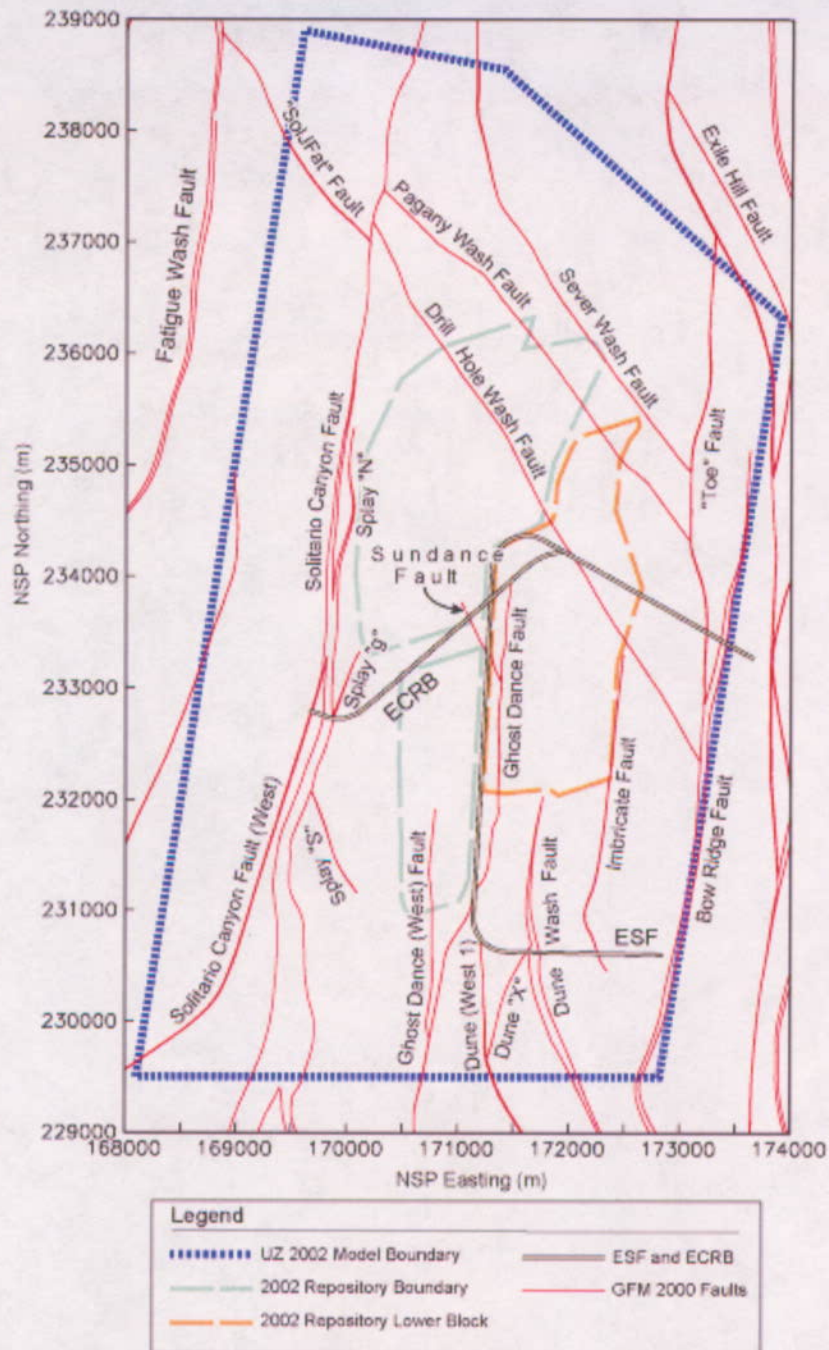 239000
238000
237000
236000
235000
234000
233000
232000
231000
230000
229000
NSP Northing (m)
168000 169000 170000 171000 172000 173000 174000
NSP Easting (m)
Fatigue Wash Fault
"SolJFat" Fault
Pagany Wash Fault
Sever Wash Fault
Exile Hill Fault
Drill Hole Wash Fault
Solitario Canyon Fault
Splay "N"
"Toe" Fault
Sundance
Fault
Splay "g"
ECRB
Ghost Dance Fault
Imbricate Fault
Bow Ridge Fault
Solitario Canyon Fault (West)
Splay "S"
Ghost Dance (West) Fault
Dune (West 1)
Dune "X"
Dune Wash Fault
ESF
Legend
UZ 2002 Model Boundary
2002 Repository Boundary
2002 Repository Lower Block
ESF and ECRB
GFM 2000 Faults